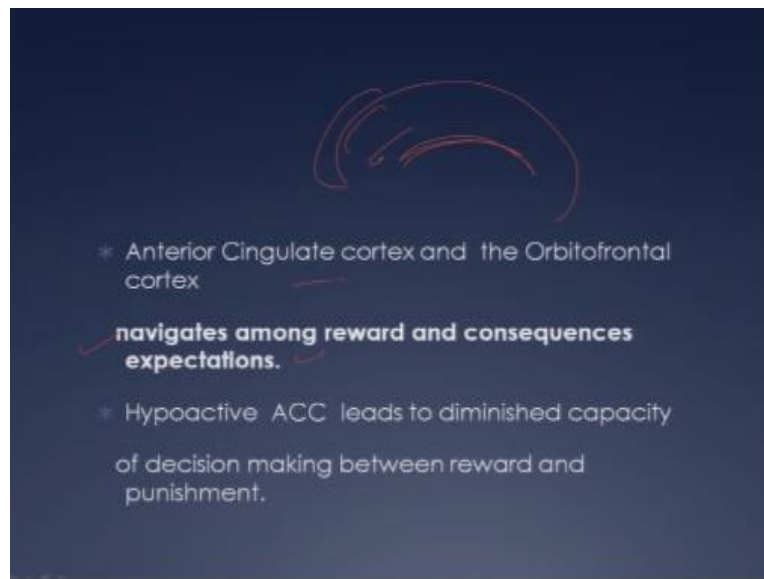 * Anterior Cingulate cortex and the Orbitofrontal
cortex
navigates among reward and consequences
expectations.
* Hypoactive ACC leads to diminished capacity
of decision making between reward and
punishment.